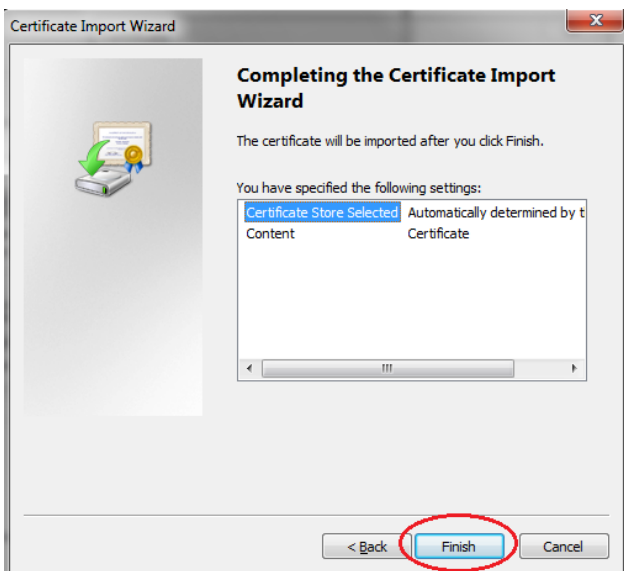 Certificate Import Wizard
x
Completing the Certificate Import
Wizard
The certificate will be imported after you click Finish.
You have specified the following settings:
Certificate Store Selected Automatically determined by t
Content Certificate
< Back Finish Cancel